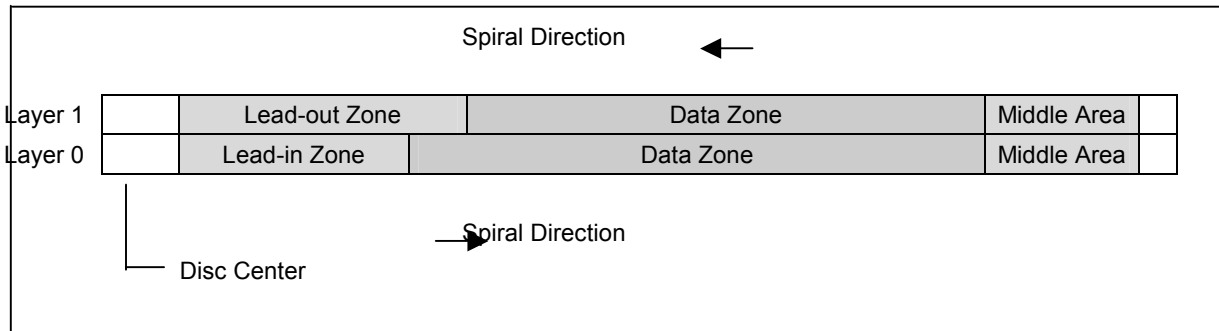 Spiral Direction
Layer 1 Lead-out Zone Data Zone Middle Area
Layer 0 Lead-in Zone Data Zone Middle Area
Spiral Direction
Disc Center